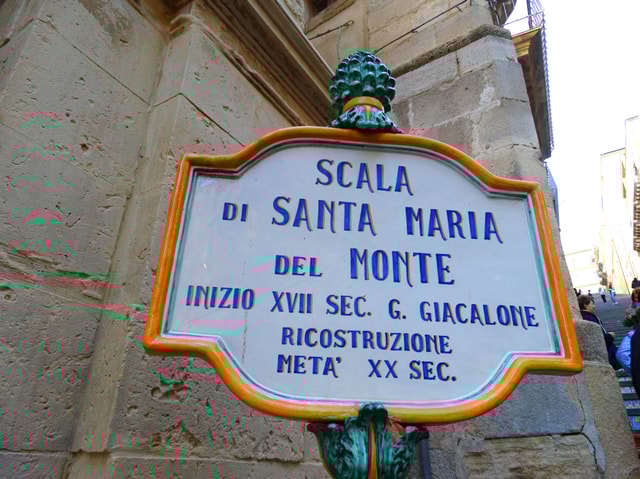 SCALA
DI SANTA MARIA
DEL MONTE
INIZIO XVII SEC. G. GIACALONE
RICOSTRUZIONE
META' XX SEC.